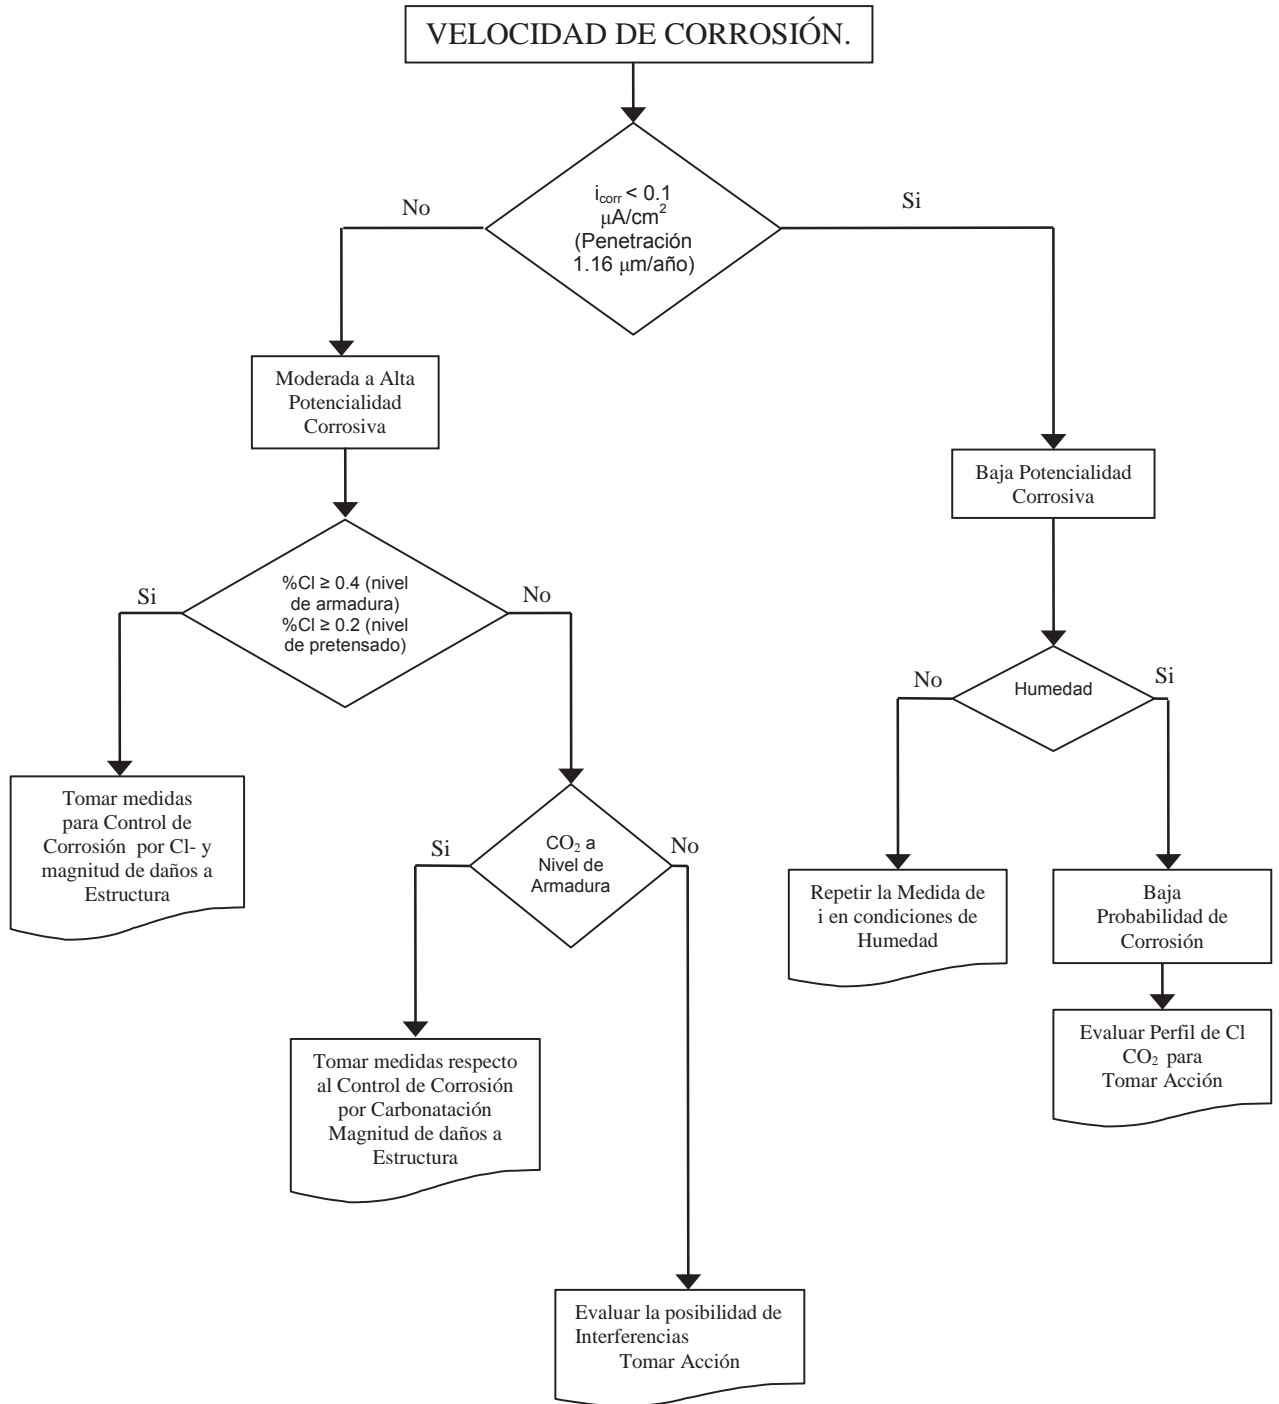 VELOCIDAD DE CORROSIÓN.
No
Si
i_corr < 0.1
μA/cm²
(Penetración
1.16 μm/año)
Moderada a Alta
Potencialidad
Corrosiva
Baja Potencialidad
Corrosiva
Si
No
%Cl ≥ 0.4 (nivel
de armadura)
%Cl ≥ 0.2 (nivel
de pretensado)
No
Si
Humedad
Tomar medidas
para Control de
Corrosión por Cl- y
magnitud de daños a
Estructura
Si
No
CO₂ a
Nivel de
Armadura
Repetir la Medida de
i en condiciones de
Humedad
Baja
Probabilidad de
Corrosión
Evaluar Perfil de Cl
CO₂ para
Tomar Acción
Tomar medidas respecto
al Control de Corrosión
por Carbonatación
Magnitud de daños a
Estructura
Evaluar la posibilidad de
Interferencias
Tomar Acción